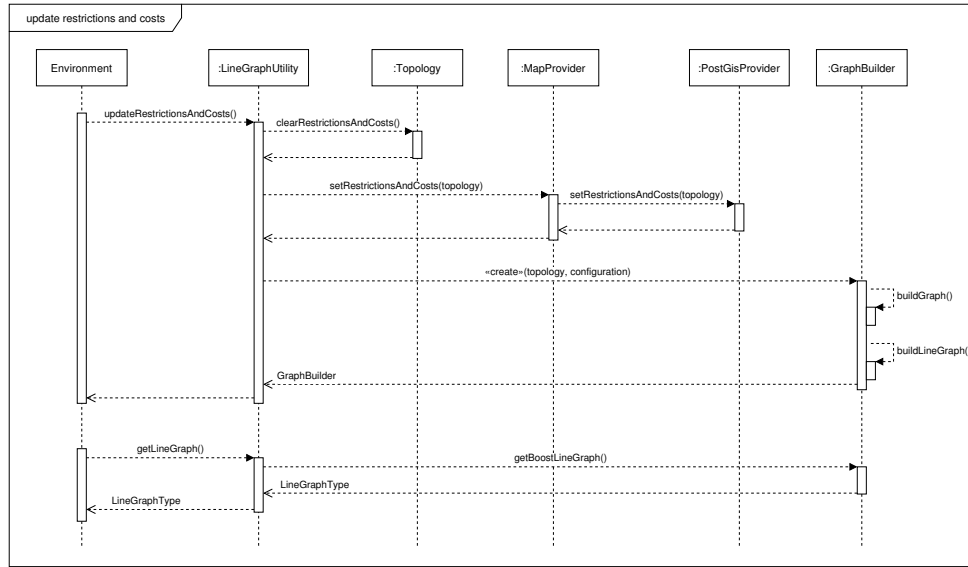 update restrictions and costs
Environment
:LineGraphUtility
:Topology
:MapProvider
:PostGisProvider
:GraphBuilder
updateRestrictionsAndCosts()
clearRestrictionsAndCosts()
setRestrictionsAndCosts(topology)
setRestrictionsAndCosts(topology)
«create»(topology, configuration)
buildGraph()
buildLineGraph(
GraphBuilder
getLineGraph()
getBoostLineGraph()
LineGraphType
LineGraphType